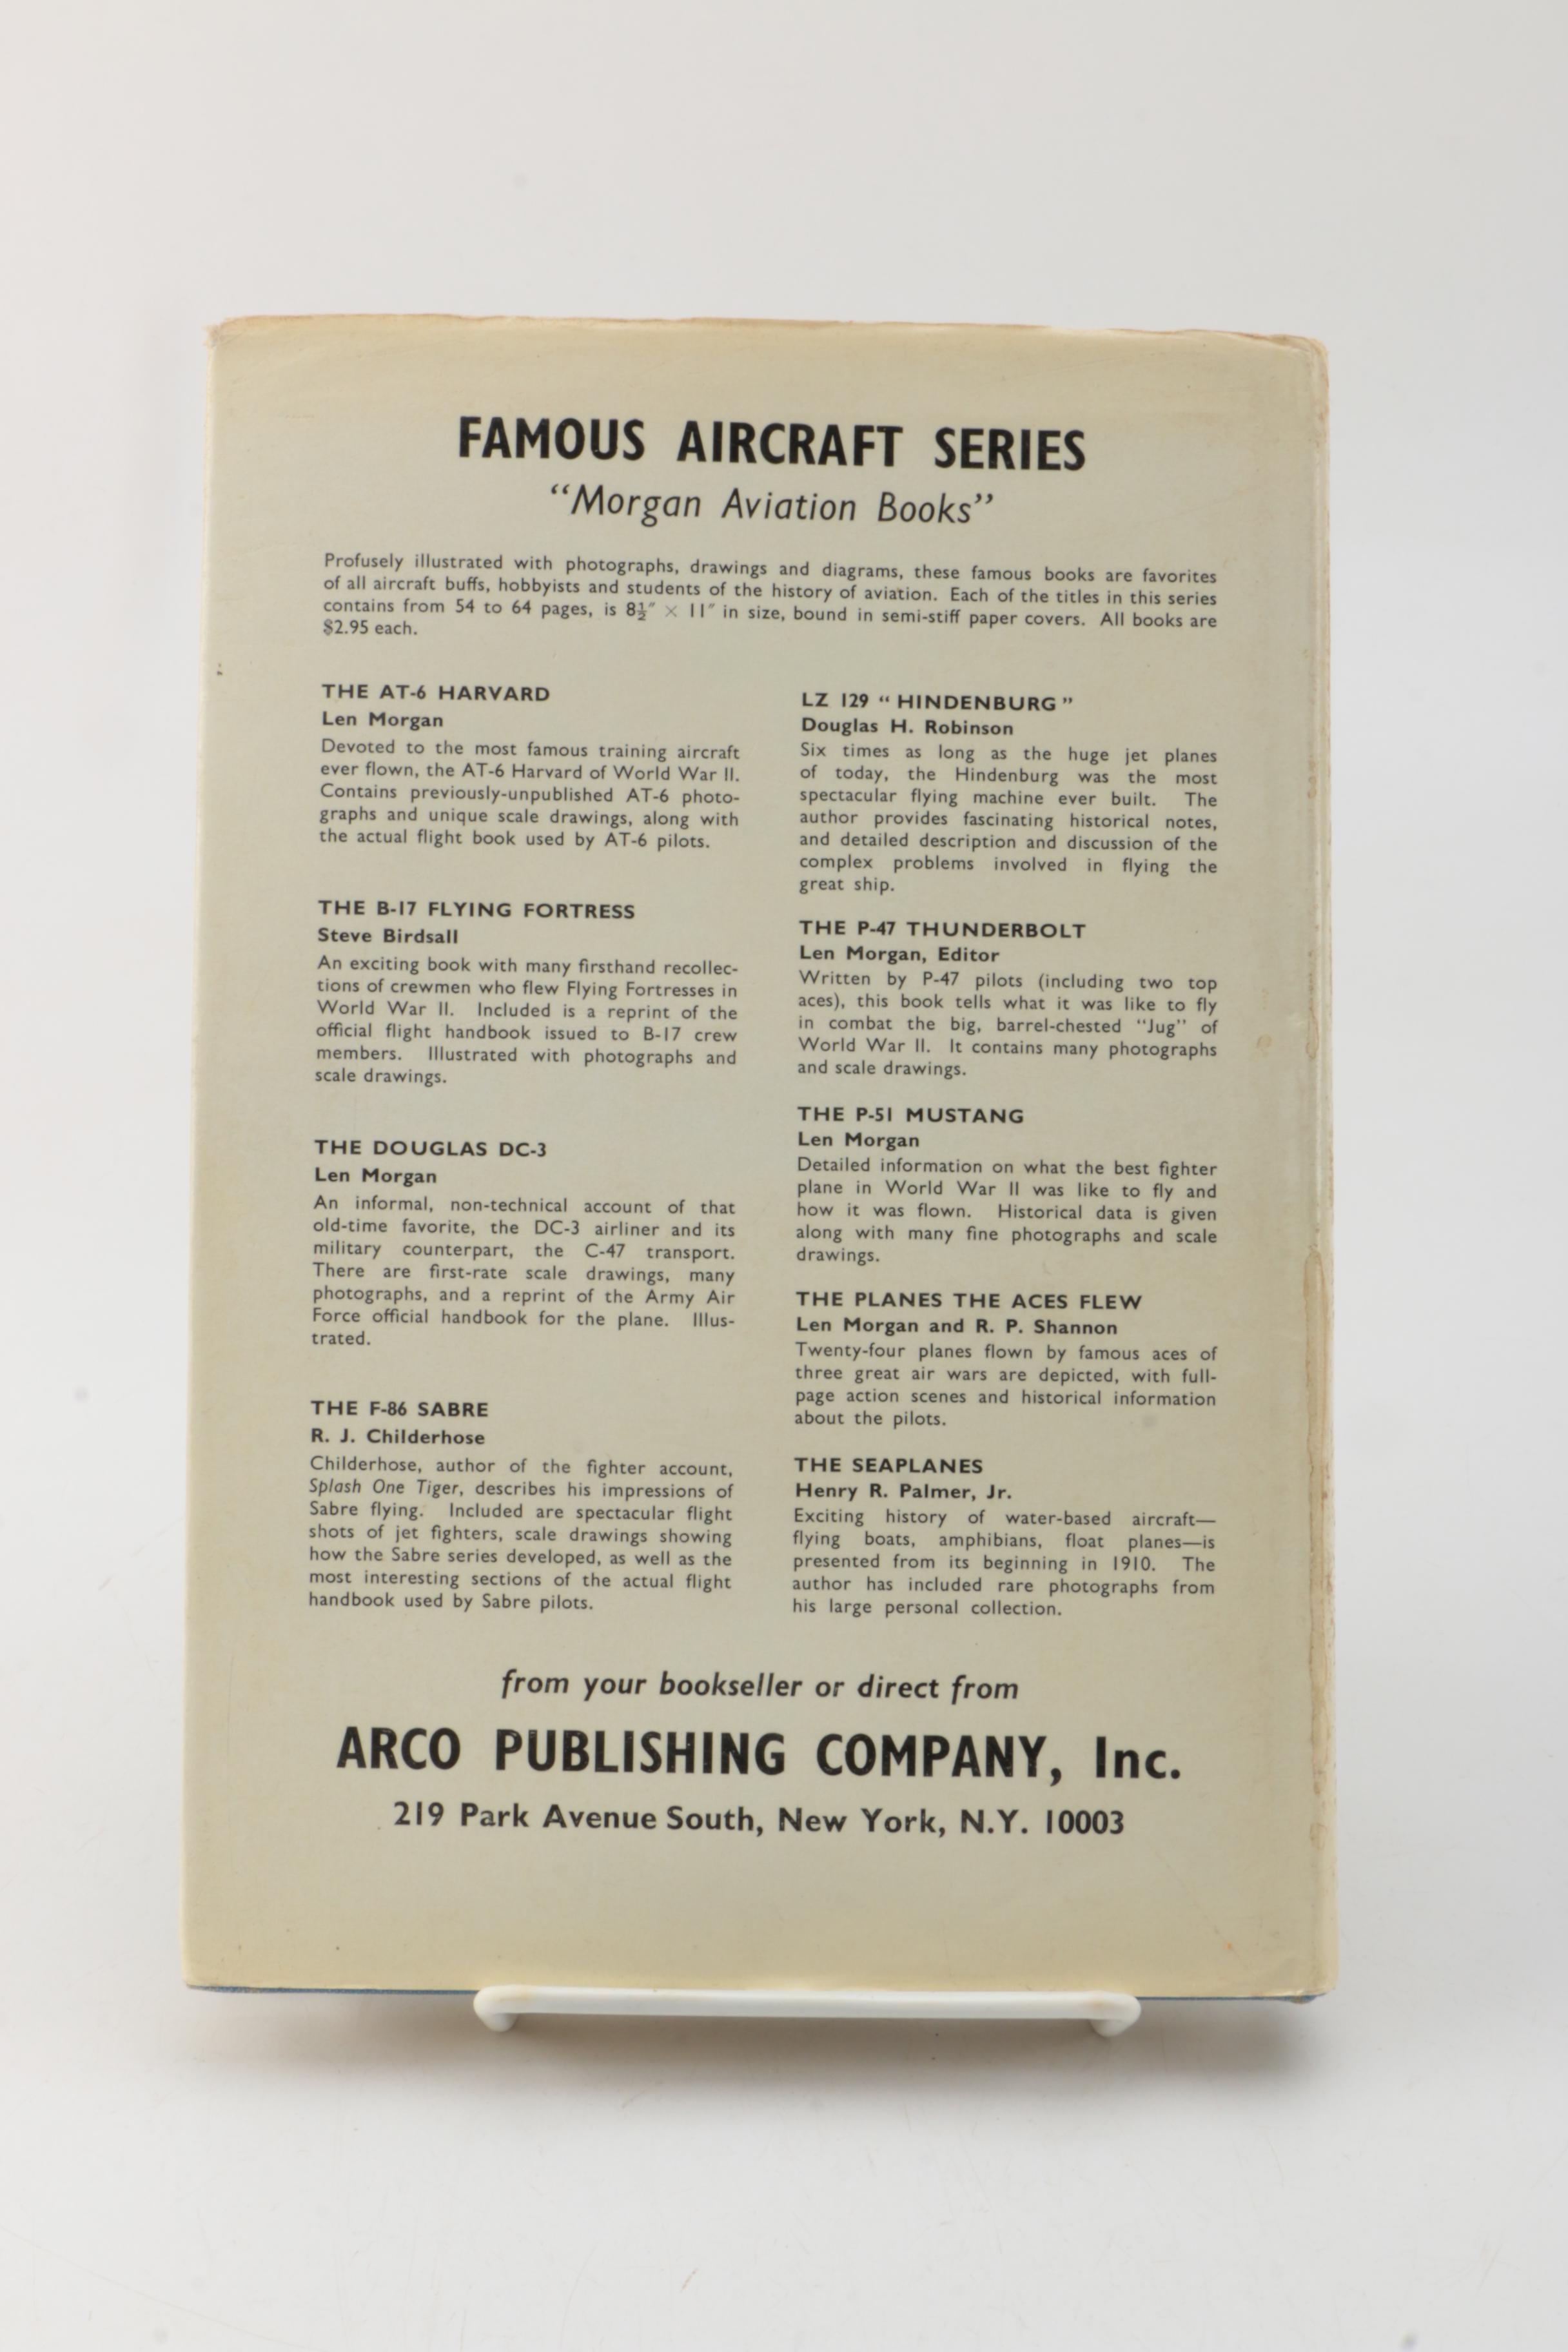 FAMOUS AIRCRAFT SERIES
“Morgan Aviation Books”
Profusely illustrated with photographs, drawings and diagrams, these famous books are favorites
of all aircraft buffs, hobbyists and students of the history of aviation. Each of the titles in this series
contains from 54 to 64 pages, is 8½″ × 11″ in size, bound in semi-stiff paper covers. All books are
$2.95 each.
THE AT-6 HARVARD
Len Morgan
Devoted to the most famous training aircraft
ever flown, the AT-6 Harvard of World War II.
Contains previously-unpublished AT-6 photo-
graphs and unique scale drawings, along with
the actual flight book used by AT-6 pilots.
THE B-17 FLYING FORTRESS
Steve Birdsall
An exciting book with many firsthand recollec-
tions of crewmen who flew Flying Fortresses in
World War II. Included is a reprint of the
official flight handbook issued to B-17 crew
members. Illustrated with photographs and
scale drawings.
THE DOUGLAS DC-3
Len Morgan
An informal, non-technical account of that
old-time favorite, the DC-3 airliner and its
military counterpart, the C-47 transport.
There are first-rate scale drawings, many
photographs, and a reprint of the Army Air
Force official handbook for the plane. Illus-
trated.
THE F-86 SABRE
R. J. Childerhose
Childerhose, author of the fighter account,
Splash One Tiger, describes his impressions of
Sabre flying. Included are spectacular flight
shots of jet fighters, scale drawings showing
how the Sabre series developed, as well as the
most interesting sections of the actual flight
handbook used by Sabre pilots.
LZ 129 “ HINDENBURG ”
Douglas H. Robinson
Six times as long as the huge jet planes
of today, the Hindenburg was the most
spectacular flying machine ever built. The
author provides fascinating historical notes,
and detailed description and discussion of the
complex problems involved in flying the
great ship.
THE P-47 THUNDERBOLT
Len Morgan, Editor
Written by P-47 pilots (including two top
aces), this book tells what it was like to fly
in combat the big, barrel-chested “Jug” of
World War II. It contains many photographs
and scale drawings.
THE P-51 MUSTANG
Len Morgan
Detailed information on what the best fighter
plane in World War II was like to fly and
how it was flown. Historical data is given
along with many fine photographs and scale
drawings.
THE PLANES THE ACES FLEW
Len Morgan and R. P. Shannon
Twenty-four planes flown by famous aces of
three great air wars are depicted, with full-
page action scenes and historical information
about the pilots.
THE SEAPLANES
Henry R. Palmer, Jr.
Exciting history of water-based aircraft—
flying boats, amphibians, float planes—is
presented from its beginning in 1910. The
author has included rare photographs from
his large personal collection.
from your bookseller or direct from
ARCO PUBLISHING COMPANY, Inc.
219 Park Avenue South, New York, N.Y. 10003